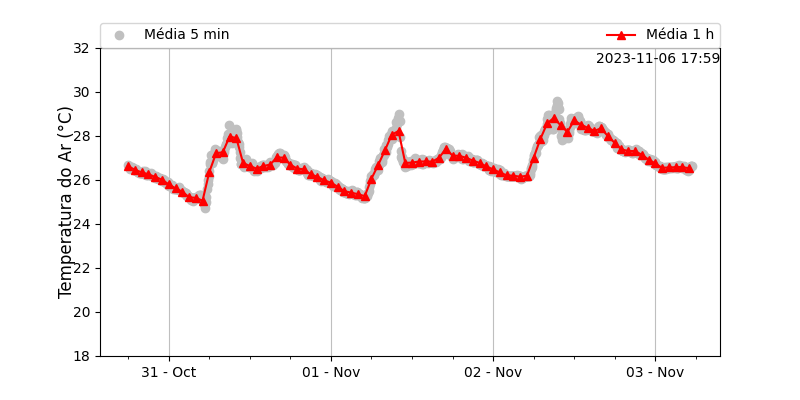 Média 5 min
Média 1 h
2023-11-06 17:59
Temperatura do Ar (°C)
32
30
28
26
24
22
20
18
31 - Oct
01 - Nov
02 - Nov
03 - Nov